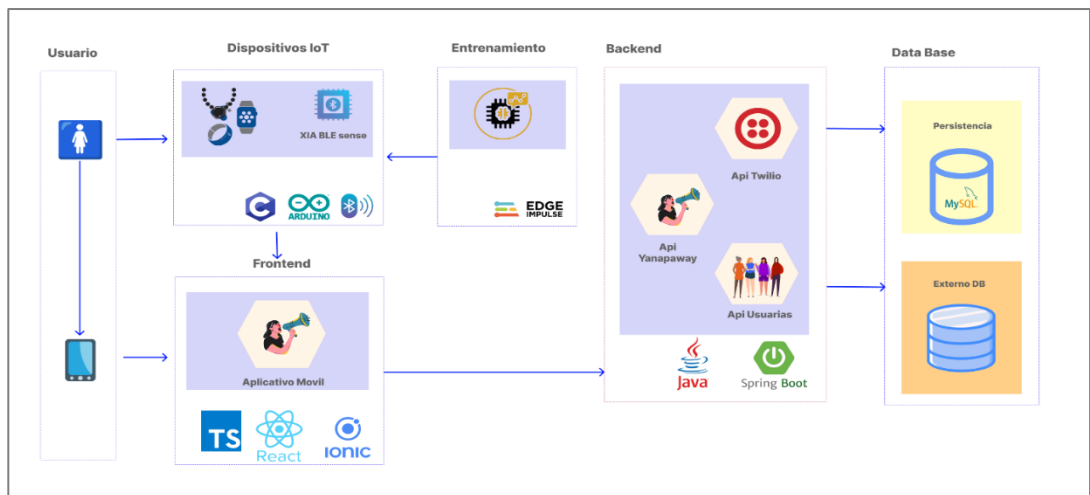 Usuario
Dispositivos IoT
Entrenamiento
Backend
Data Base
XIA BLE sense
Api Twilio
Persistencia
MySQL
ARDUINO
EDGE
IMPULSE
Api
Yanapaway
Frontend
Externo DB
Api Usuarias
Aplicativo Movil
Java
Spring Boot
TS
React
IONIC